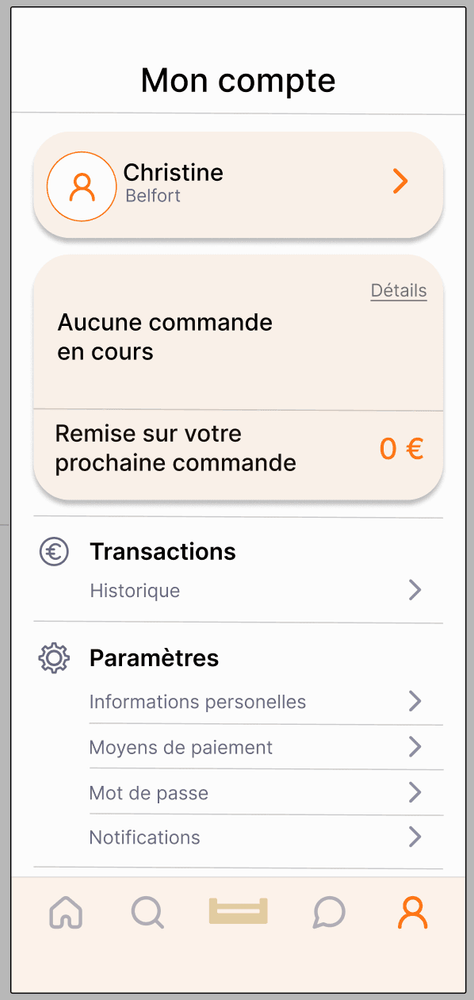 Mon compte
Christine
Belfort
Détails
Aucune commande
en cours
Remise sur votre
prochaine commande
0 €
Transactions
Historique
Paramètres
Informations personelles
Moyens de paiement
Mot de passe
Notifications